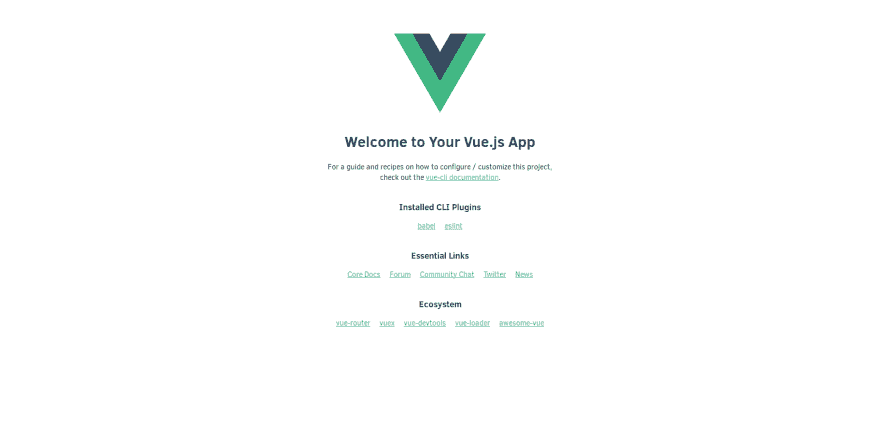 Welcome to Your Vue.js App
For a guide and recipes on how to configure / customize this project,
check out the vue-cli documentation.
Installed CLI Plugins
babel eslint
Essential Links
Core Docs Forum Community Chat Twitter News
Ecosystem
vue-router vuex vue-devtools vue-loader awesome-vue